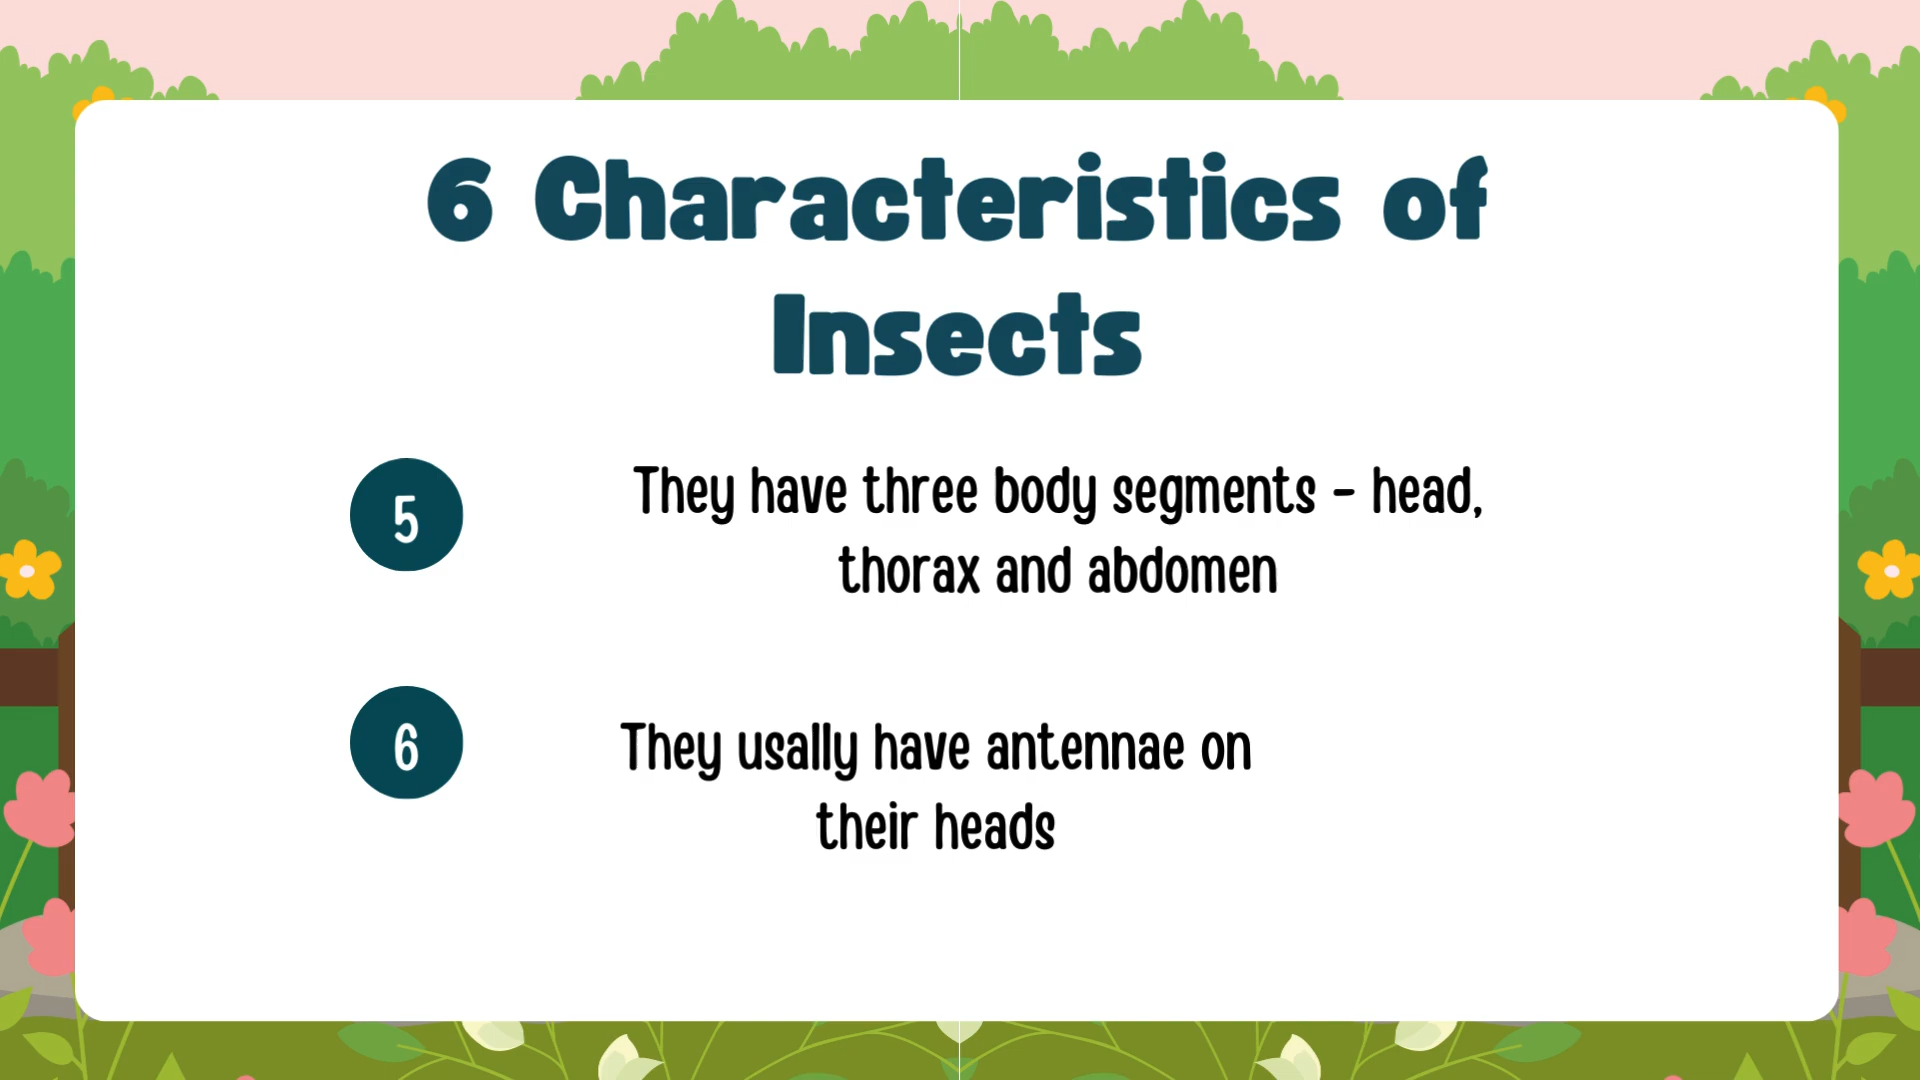 6 Characteristics of
Insects
5
They have three body segments - head,
thorax and abdomen
6
They usally have antennae on
their heads